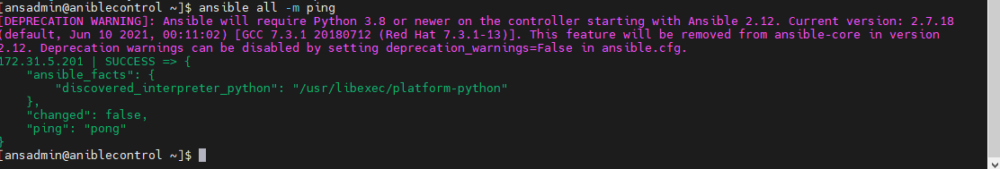 [ansadmin@aniblecontrol ~]$ ansible all -m ping
[DEPRECATION WARNING]: Ansible will require Python 3.8 or newer on the controller starting with Ansible 2.12. Current version: 2.7.18
(default, Jun 10 2021, 00:11:02) [GCC 7.3.1 20180712 (Red Hat 7.3.1-13)]. This feature will be removed from ansible-core in version
2.12. Deprecation warnings can be disabled by setting deprecation_warnings=False in ansible.cfg.
172.31.5.201 | SUCCESS => {
    "ansible_facts": {
        "discovered_interpreter_python": "/usr/libexec/platform-python"
    },
    "changed": false,
    "ping": "pong"
}
[ansadmin@aniblecontrol ~]$